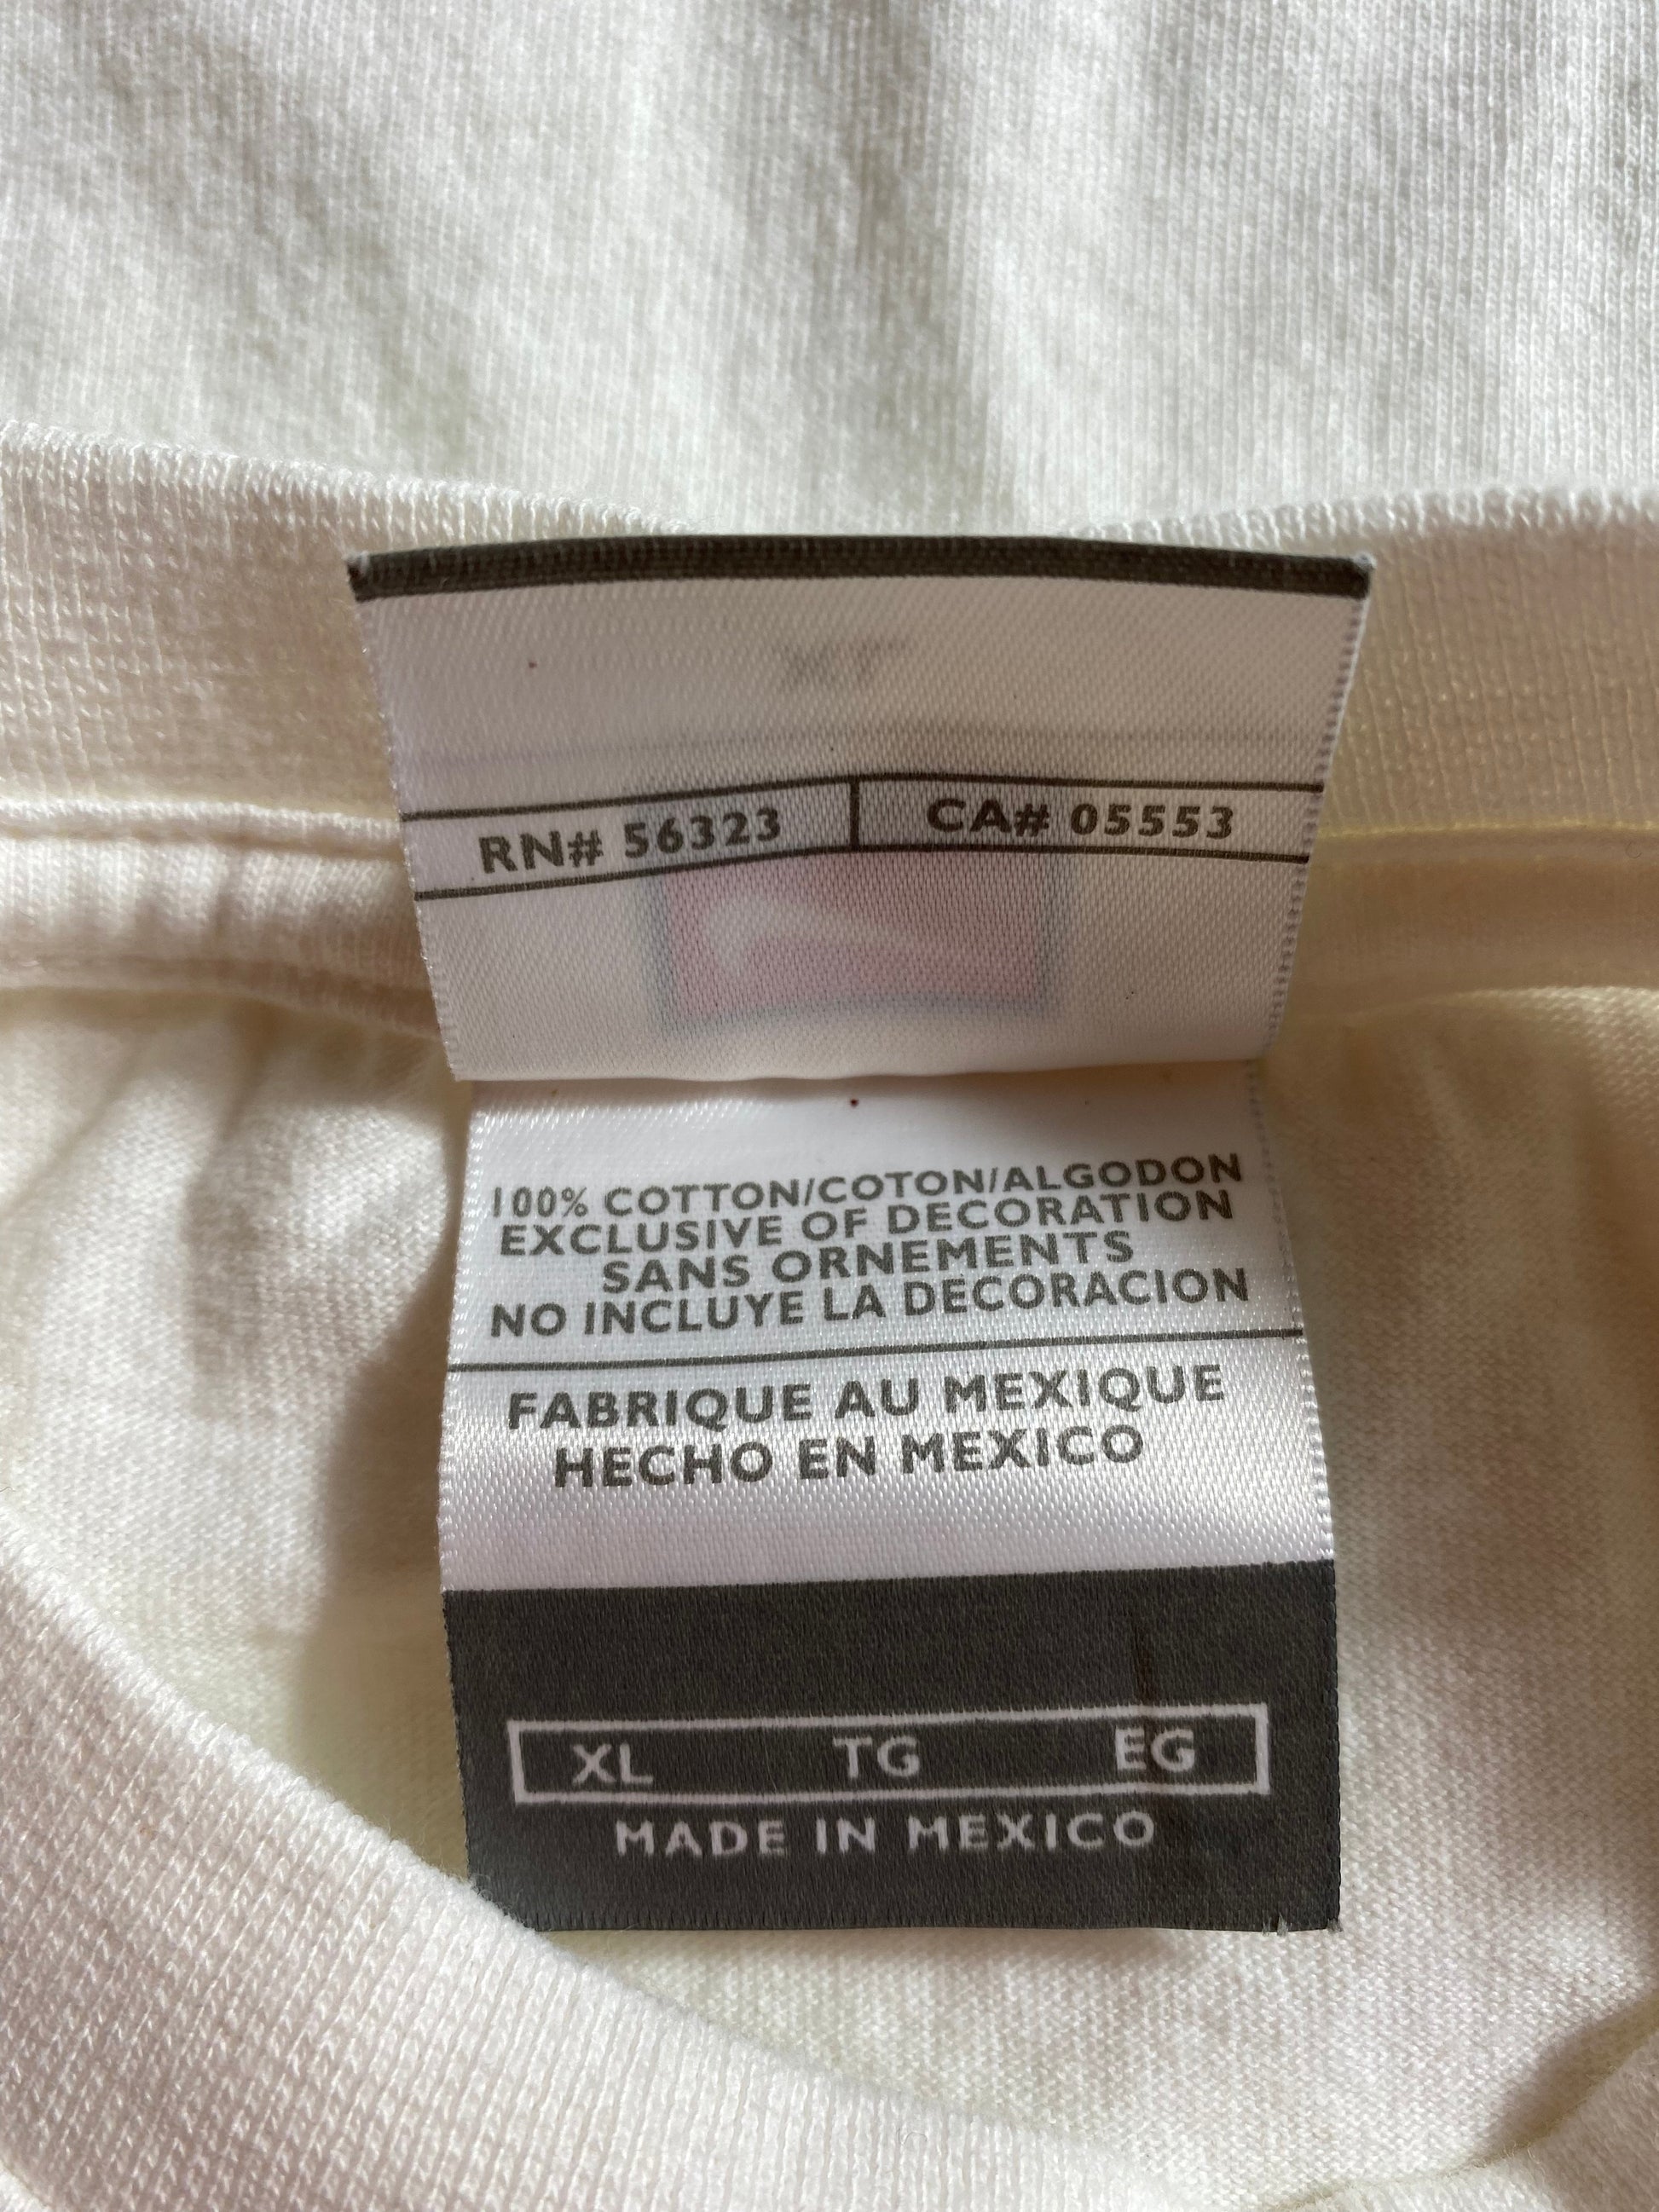 RN# 56323 CA# 05553
100% COTTON/COTON/ALGODON
EXCLUSIVE OF DECORATION
SANS ORNEMENTS
NO INCLUYE LA DECORACION
FABRIQUE AU MEXIQUE
HECHO EN MEXICO
XL TG EG
MADE IN MEXICO